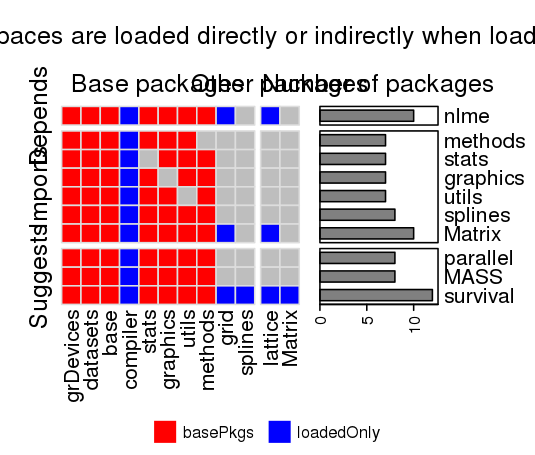 paces are loaded directly or indirectly when load
Base packages Other packages Number of packages
Depends
Imports
Suggests
nlme
methods
stats
graphics
utils
splines
Matrix
parallel
MASS
survival
0 5 10
grDevices
datasets
base
compiler
stats
graphics
utils
methods
grid
splines
lattice
Matrix
basePkgs loadedOnly